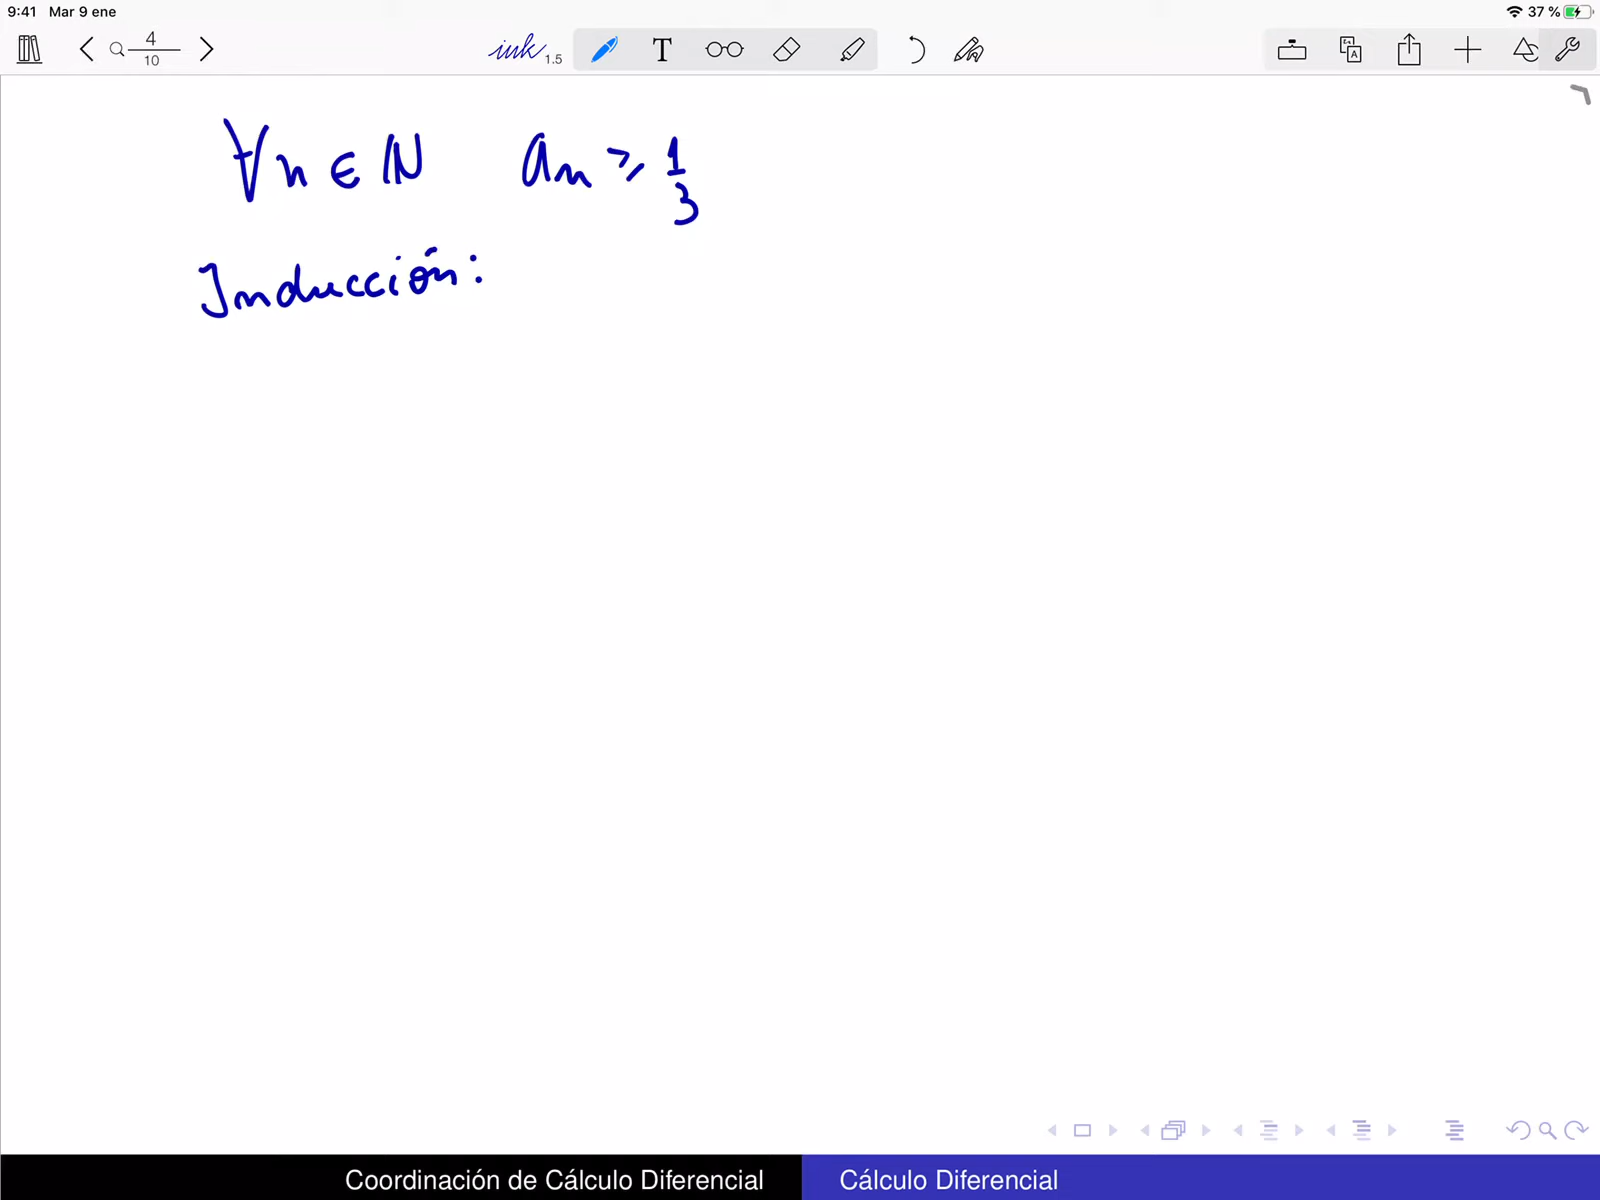 9:41 Mar 9 ene 37 %
4
10
ink 1.5 T A
∀n ∈ ℕ an ≥ 1
3
Inducción:
Coordinación de Cálculo Diferencial Cálculo Diferencial